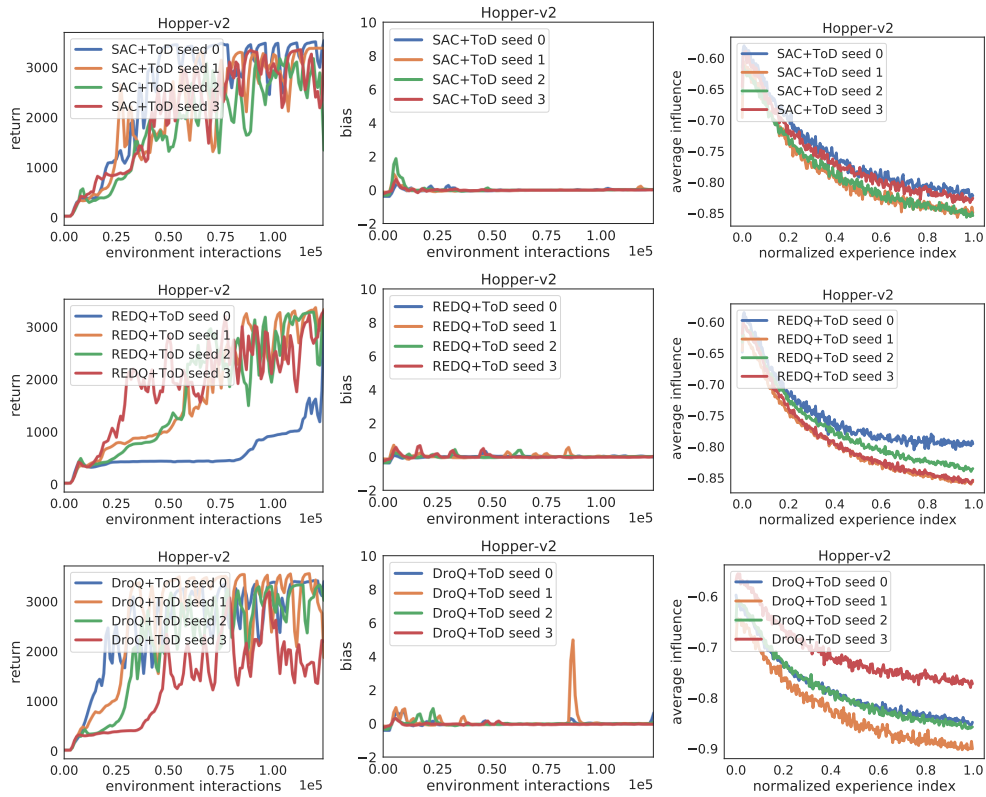 Hopper-v2
return
3000
2000
1000
0
SAC+ToD seed 0
SAC+ToD seed 1
SAC+ToD seed 2
SAC+ToD seed 3
0.00 0.25 0.50 0.75 1.00
environment interactions 1e5
Hopper-v2
bias
10
8
6
4
2
0
−2
SAC+ToD seed 0
SAC+ToD seed 1
SAC+ToD seed 2
SAC+ToD seed 3
0.00 0.25 0.50 0.75 1.00
environment interactions 1e5
Hopper-v2
average influence
−0.60
−0.65
−0.70
−0.75
−0.80
−0.85
SAC+ToD seed 0
SAC+ToD seed 1
SAC+ToD seed 2
SAC+ToD seed 3
0.0 0.2 0.4 0.6 0.8 1.0
normalized experience index
Hopper-v2
return
3000
2000
1000
0
REDQ+ToD seed 0
REDQ+ToD seed 1
REDQ+ToD seed 2
REDQ+ToD seed 3
0.00 0.25 0.50 0.75 1.00
environment interactions 1e5
Hopper-v2
bias
10
8
6
4
2
0
−2
REDQ+ToD seed 0
REDQ+ToD seed 1
REDQ+ToD seed 2
REDQ+ToD seed 3
0.00 0.25 0.50 0.75 1.00
environment interactions 1e5
Hopper-v2
average influence
−0.60
−0.65
−0.70
−0.75
−0.80
−0.85
REDQ+ToD seed 0
REDQ+ToD seed 1
REDQ+ToD seed 2
REDQ+ToD seed 3
0.0 0.2 0.4 0.6 0.8 1.0
normalized experience index
Hopper-v2
return
3000
2000
1000
0
DroQ+ToD seed 0
DroQ+ToD seed 1
DroQ+ToD seed 2
DroQ+ToD seed 3
0.00 0.25 0.50 0.75 1.00
environment interactions 1e5
Hopper-v2
bias
10
8
6
4
2
0
−2
DroQ+ToD seed 0
DroQ+ToD seed 1
DroQ+ToD seed 2
DroQ+ToD seed 3
0.00 0.25 0.50 0.75 1.00
environment interactions 1e5
Hopper-v2
average influence
−0.6
−0.7
−0.8
−0.9
DroQ+ToD seed 0
DroQ+ToD seed 1
DroQ+ToD seed 2
DroQ+ToD seed 3
0.0 0.2 0.4 0.6 0.8 1.0
normalized experience index